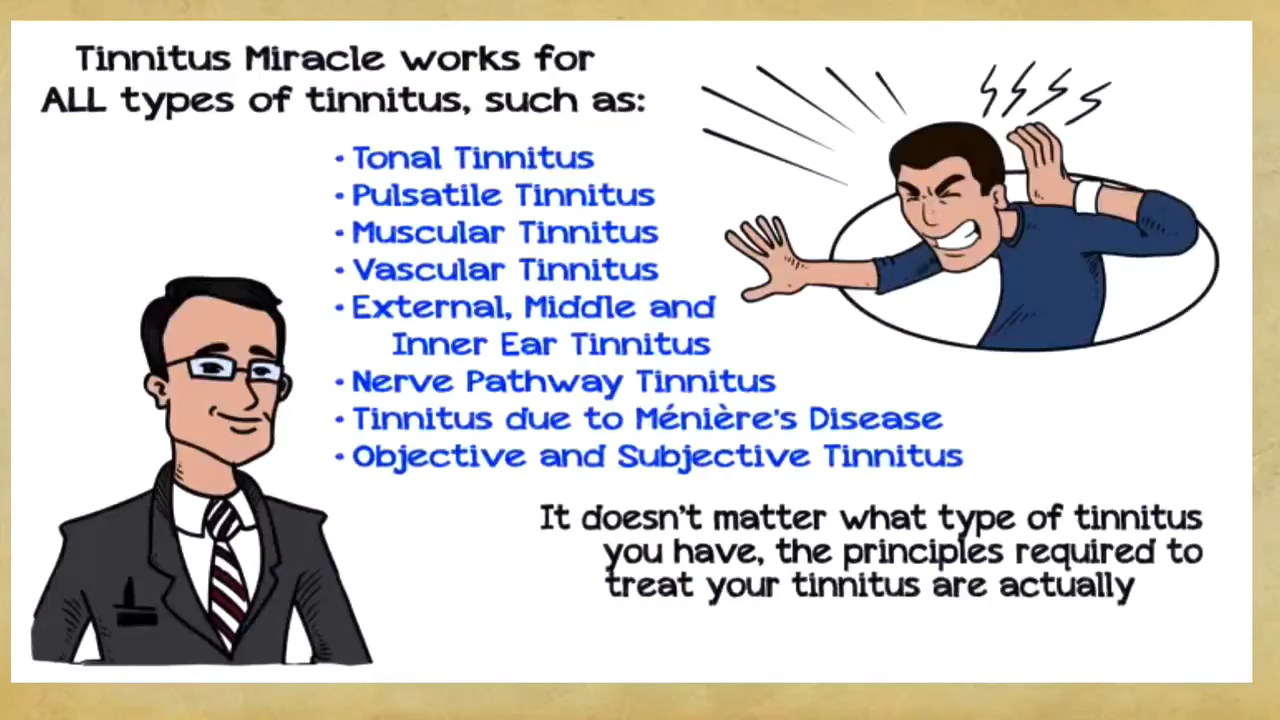 Tinnitus Miracle works for
ALL types of tinnitus, such as:
• Tonal Tinnitus
• Pulsatile Tinnitus
• Muscular Tinnitus
• Vascular Tinnitus
• External, Middle and
Inner Ear Tinnitus
• Nerve Pathway Tinnitus
• Tinnitus due to Ménière's Disease
• Objective and Subjective Tinnitus
It doesn't matter what type of tinnitus
you have, the principles required to
treat your tinnitus are actually